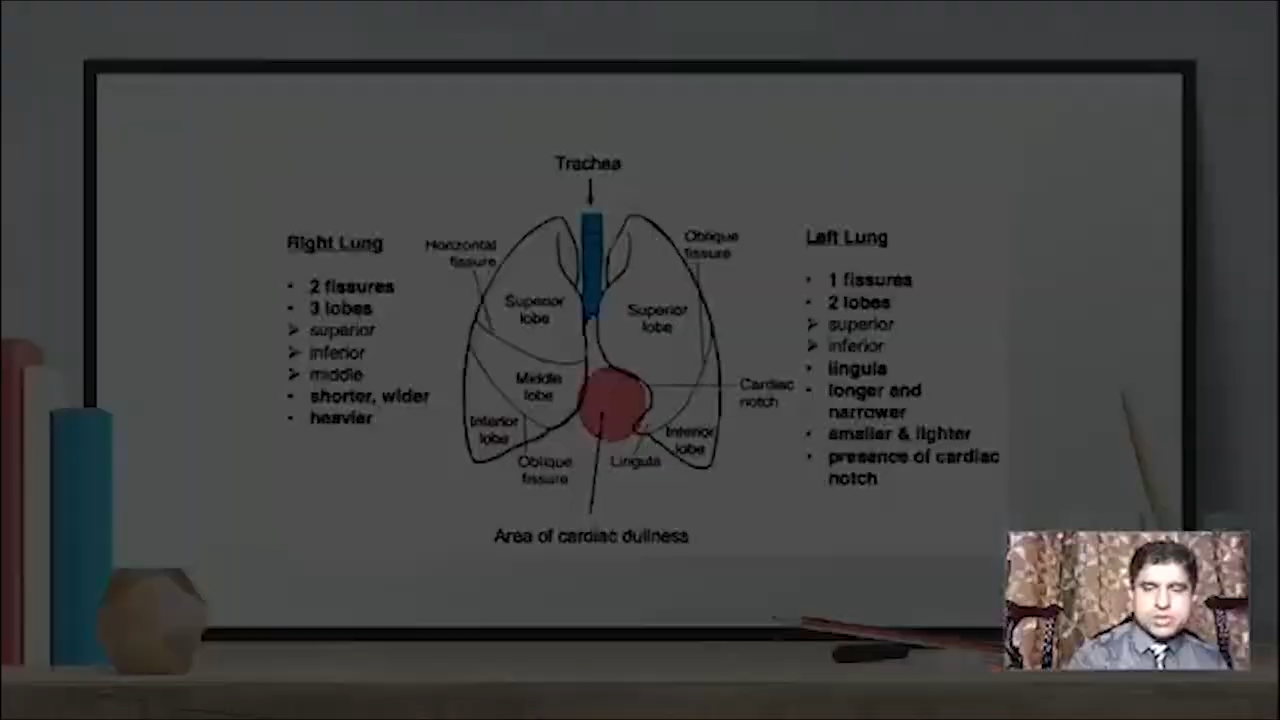 Trachea
Right Lung
2 fissures
3 lobes
superior
inferior
middle
shorter, wider
heavier
Horizontal
fissure
Oblique
fissure
Superior
lobe
Superior
lobe
Middle
lobe
Cardiac
notch
Inferior
lobe
Inferior
lobe
Oblique
fissure
Lingula
Area of cardiac dullness
Left Lung
1 fissures
2 lobes
superior
inferior
lingula
longer and
narrower
smaller & lighter
presence of cardiac
notch